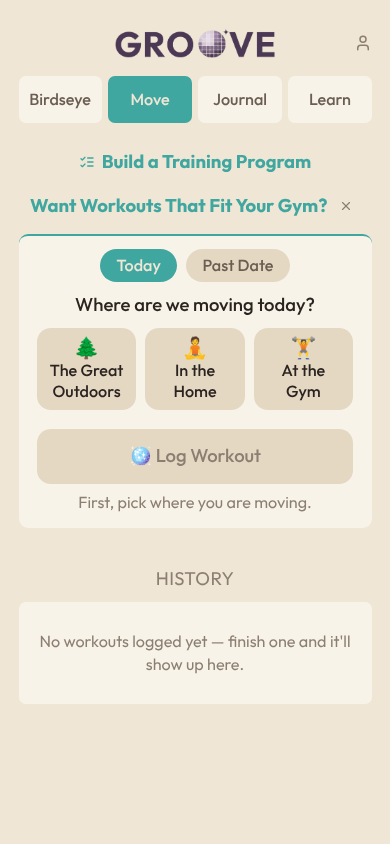 GROOVE
Birdseye
Move
Journal
Learn
Build a Training Program
Want Workouts That Fit Your Gym?
Today
Past Date
Where are we moving today?
The Great
Outdoors
In the
Home
At the
Gym
Log Workout
First, pick where you are moving.
HISTORY
No workouts logged yet — finish one and it'll
show up here.